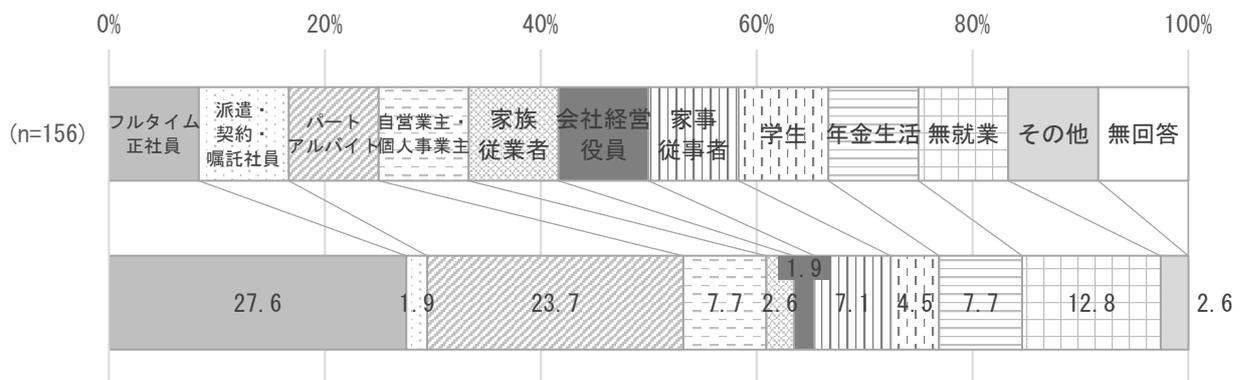 0% 20% 40% 60% 80% 100%
(n=156)
フルタイム
正社員
派遣・
契約・
嘱託社員
パート
アルバイト
自営業主・
個人事業主
家族
従業者
会社経営
役員
家事
従事者
学生
年金生活
無就業
その他
無回答
27.6 1.9 23.7 7.7 2.6 1.9 7.1 4.5 7.7 12.8 2.6